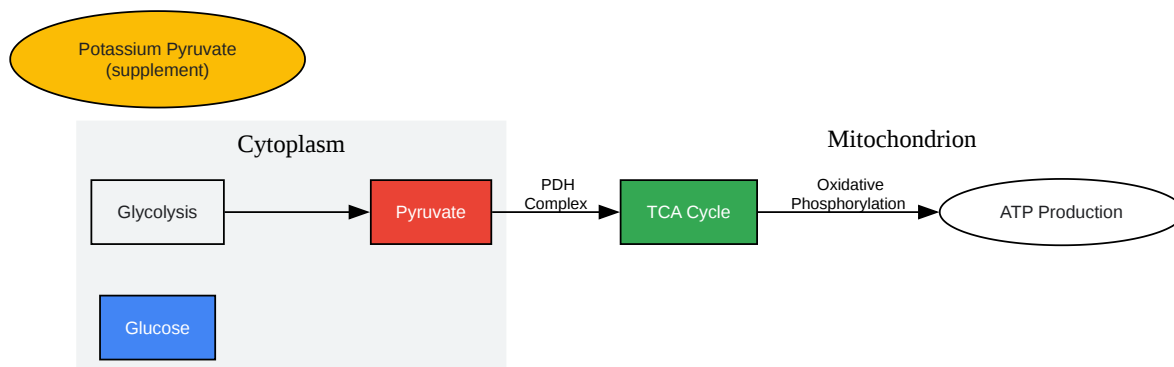 Potassium Pyruvate
(supplement)
Cytoplasm
Mitochondrion
Glycolysis
Pyruvate
PDH
Complex
TCA Cycle
Oxidative
Phosphorylation
ATP Production
Glucose